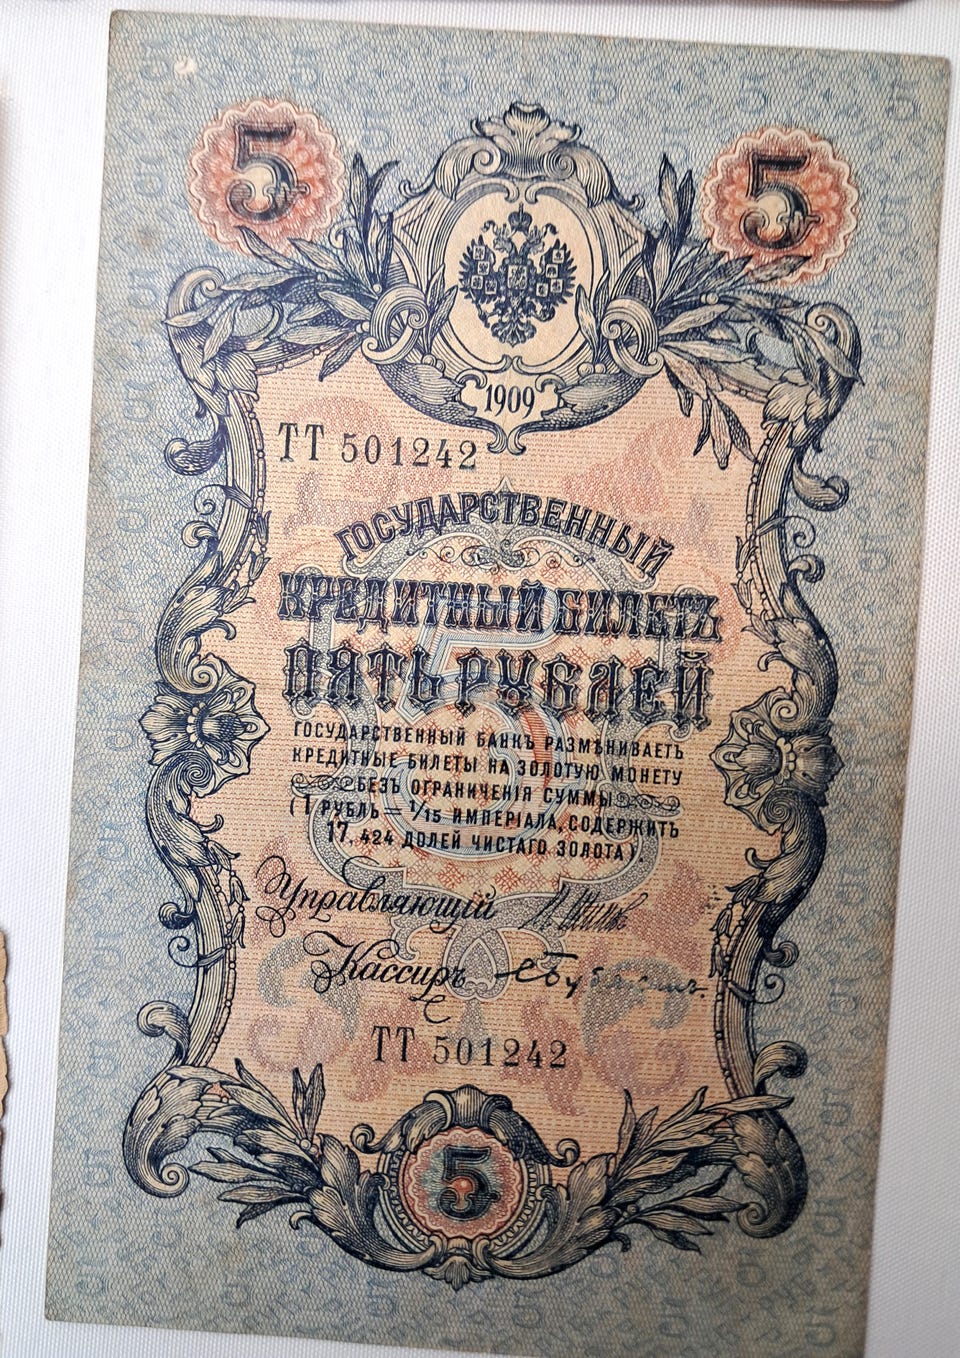 5
5
1909
ТТ 501242
ГОСУДАРСТВЕННЫЙ
КРЕДИТНЫЙ БИЛЕТЪ
ПЯТЬ РУБЛЕЙ
ГОСУДАРСТВЕННЫЙ БАНКЪ РАЗМѢНИВАЕТЪ
КРЕДИТНЫЕ БИЛЕТЫ НА ЗОЛОТУЮ МОНЕТУ
БЕЗЪ ОГРАНИЧЕНІЯ СУММЫ
(1 РУБЛЬ — 1/15 ИМПЕРІАЛА, СОДЕРЖИТЪ
17,424 ДОЛЕЙ ЧИСТАГО ЗОЛОТА)
Управляющій
Кассиръ
ТТ 501242
5